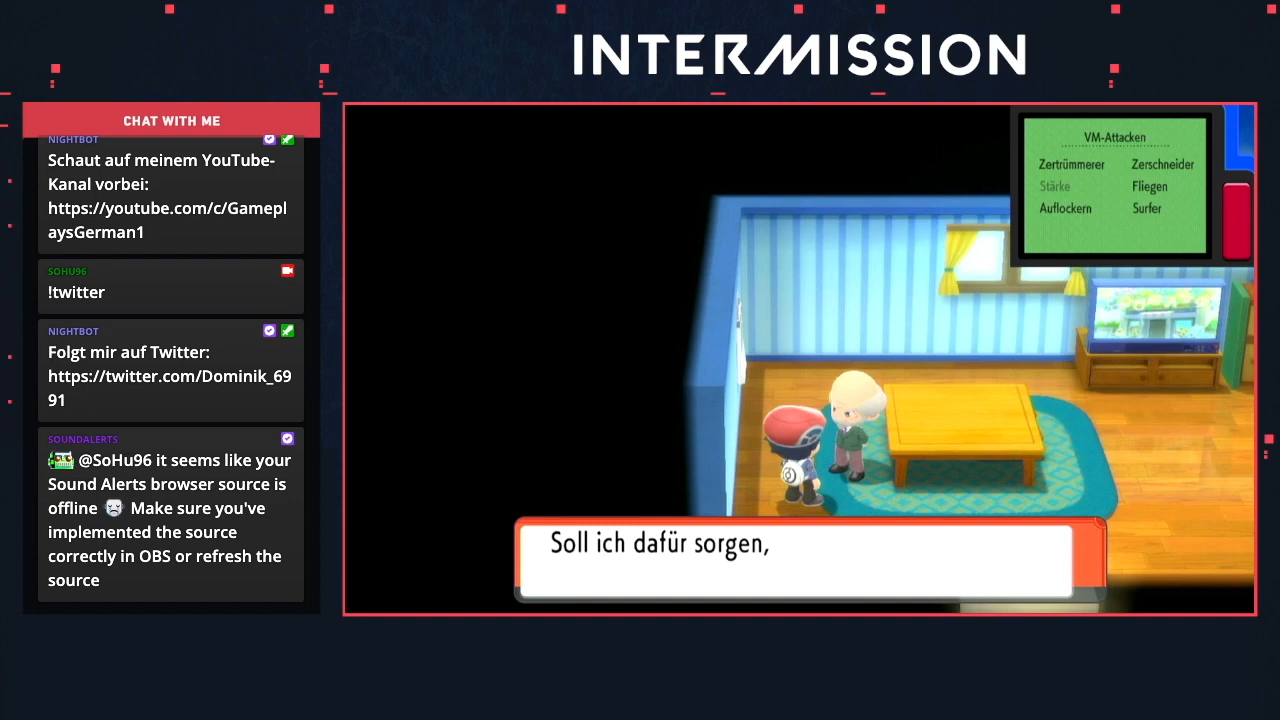 INTERMISSION
CHAT WITH ME
NIGHTBOT
Schaut auf meinem YouTube-
Kanal vorbei:
https://youtube.com/c/Gamepl
aysGerman1
SOHU96
!twitter
NIGHTBOT
Folgt mir auf Twitter:
https://twitter.com/Dominik_69
91
SOUNDALERTS
@SoHu96 it seems like your
Sound Alerts browser source is
offline Make sure you've
implemented the source
correctly in OBS or refresh the
source
VM-Attacken
Zertrümmerer Zerschneider
Stärke Fliegen
Auflockern Surfer
Soll ich dafür sorgen,